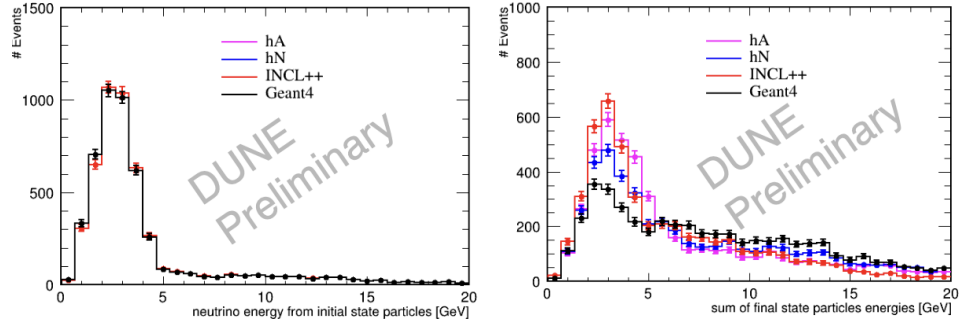 1500
1000
500
0
# Events
hA
hN
INCL++
Geant4
DUNE
Preliminary
0 5 10 15 20
neutrino energy from initial state particles [GeV]
1000
800
600
400
200
0
# Events
hA
hN
INCL++
Geant4
DUNE
Preliminary
0 5 10 15 20
sum of final state particles energies [GeV]